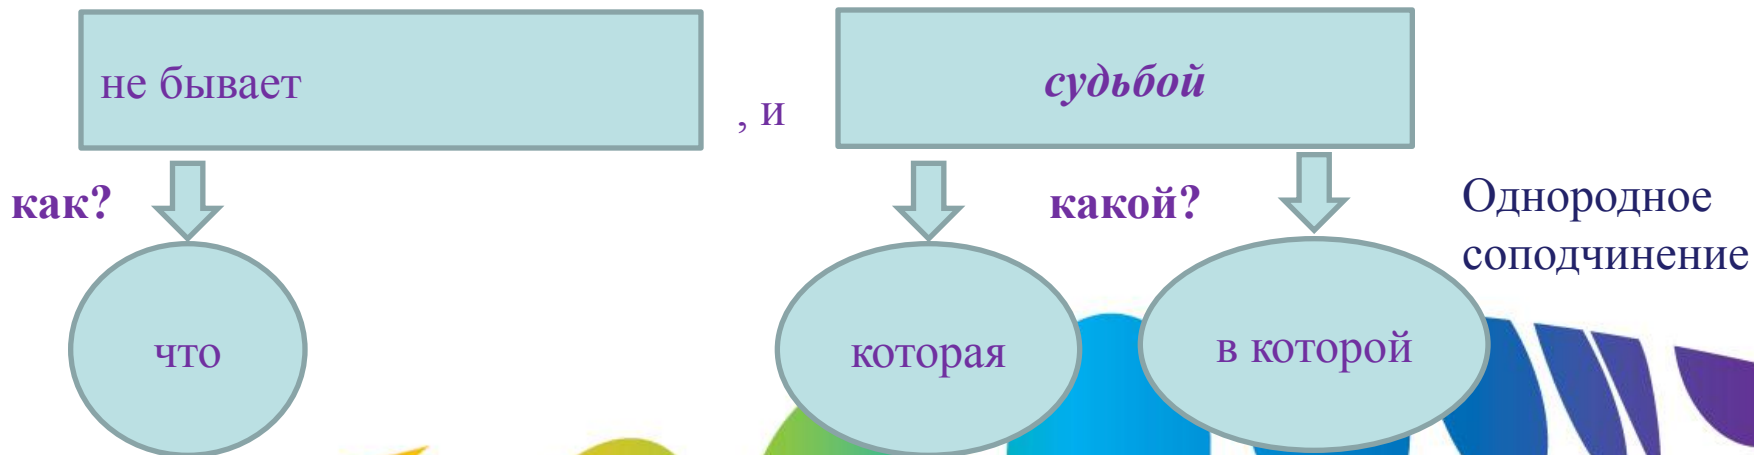 не бывает
, и
судьбой
как?
какой?
Однородное
соподчинение
что
которая
в которой